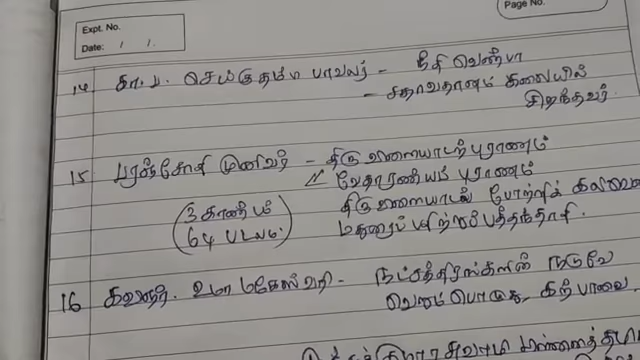 Page No.
Expt. No.
Date: / /.
14 கா.ப. செய்குதம்பி பாவலர் - நீதி வெண்பா
- சதாவதானம் கலையில்
சிறந்தவர்.
15 பரஞ்சோதி முனிவர் - திருவிளையாடற்புராணம்
வேதாரண்யம் புராணம்
(3 காண்டம் திருவிளையாடல் போற்றிக் கலிவெண்
64 படலம்) மதுரைப் பதிற்றுப்பத்தந்தாதி.
16 கவிஞர். உமா மகேஸ்வரி - நட்சத்திரங்களின் நடுவே
வெறும்பொழுது, கற்பாவை.